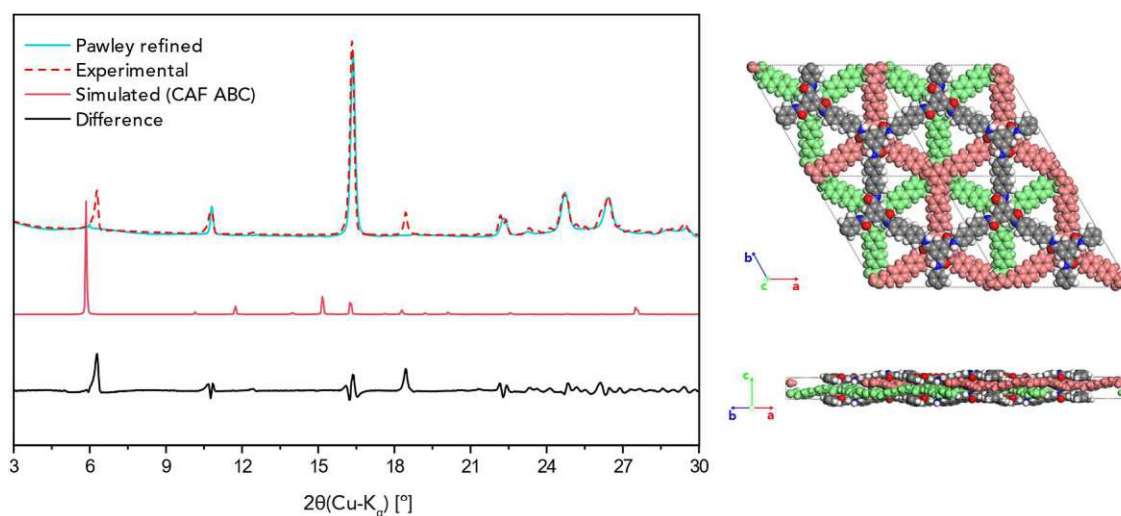 Pawley refined
Experimental
Simulated (CAF ABC)
Difference
3 6 9 12 15 18 21 24 27 30
2θ(Cu-Kα) [º]
b
c a
c
b a